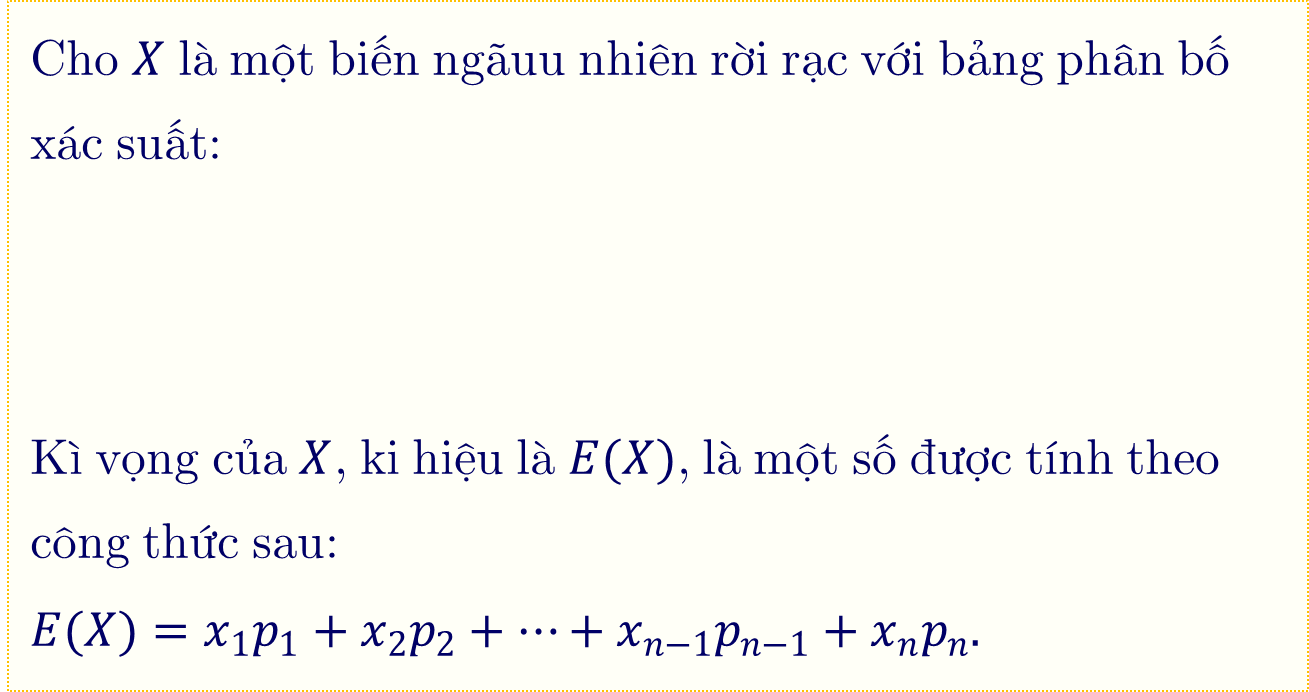 Cho X là một biến ngãuu nhiên rời rạc với bảng phân bố
xác suất:
Kì vọng của X, ki hiệu là E(X), là một số được tính theo
công thức sau:
E(X) = x₁p₁ + x₂p₂ + ⋯ + xₙ₋₁pₙ₋₁ + xₙpₙ.